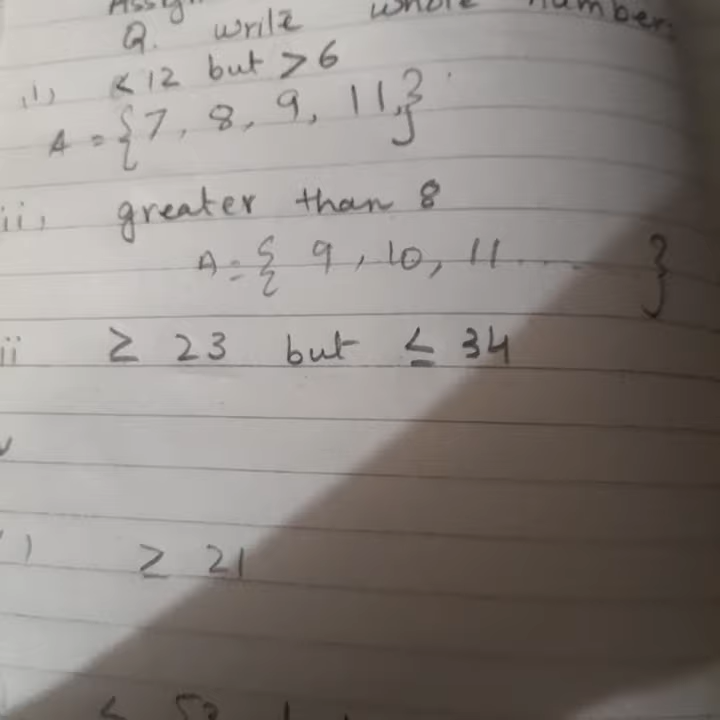 Q. write whole number
(i) < 12 but > 6
A = {7, 8, 9, 11,}
ii, greater than 8
A = { 9, 10, 11 ...... }
ii ≥ 23 but ≤ 34
) ≥ 21